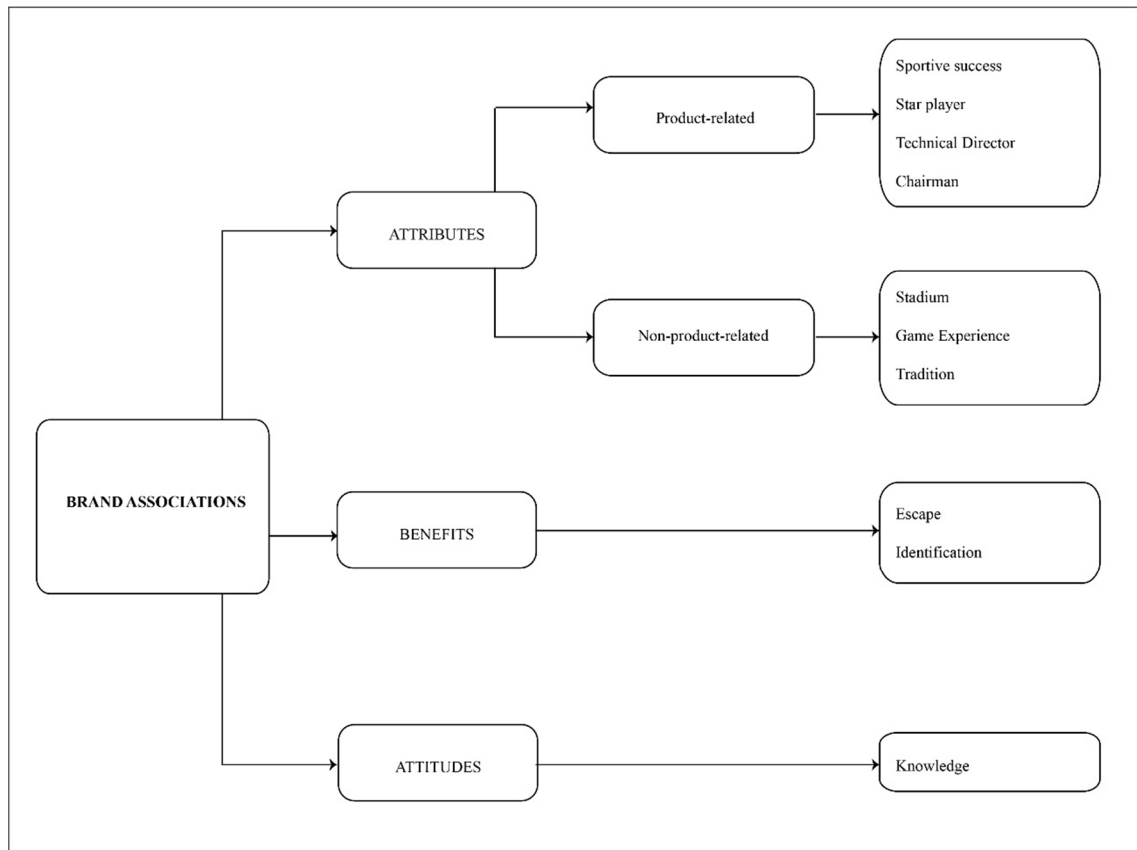 Sportive success
Star player
Technical Director
Chairman
Product-related
ATTRIBUTES
Non-product-related
Stadium
Game Experience
Tradition
BRAND ASSOCIATIONS
BENEFITS
Escape
Identification
ATTITUDES
Knowledge